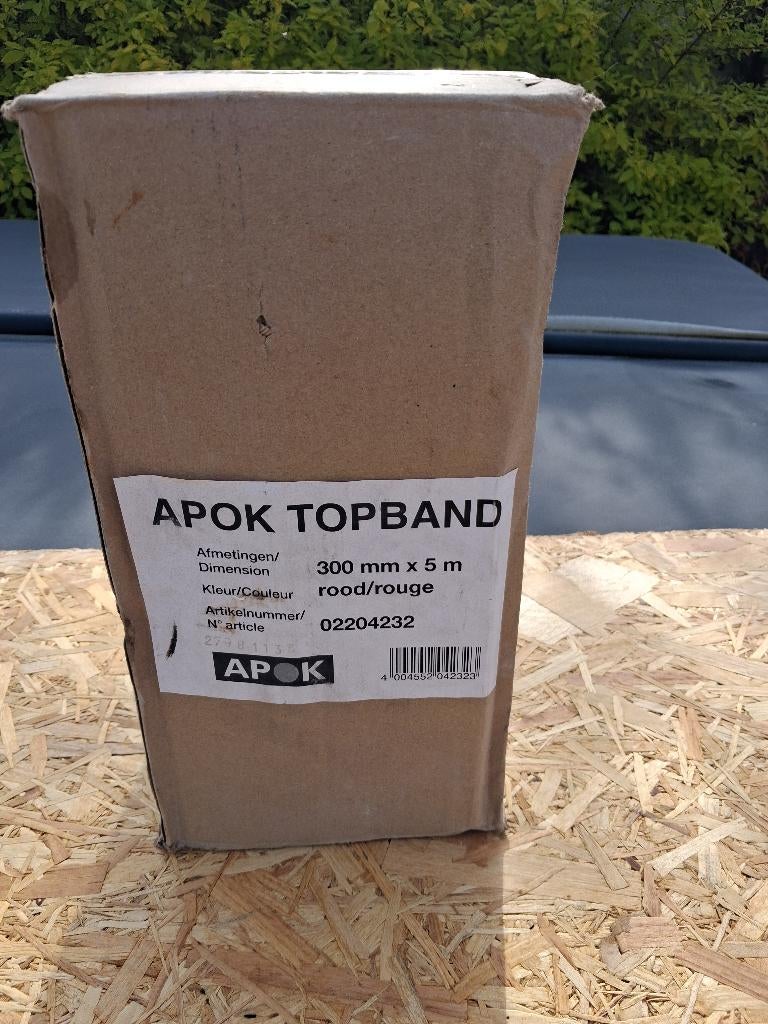 APOK TOPBAND
Afmetingen/
Dimension 300 mm x 5 m
Kleur/Couleur rood/rouge
Artikelnummer/
N° article 02204232
APOK
4 004552 042323